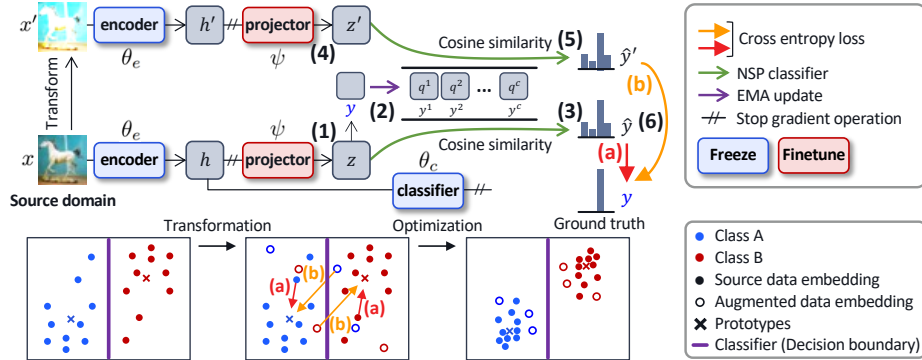 x′ encoder h′ projector z′ Cosine similarity (5) ŷ′
θe ψ (4)
Transform
(b)
y (2) q¹ q² ... qᶜ
y¹ y² yᶜ
(3) (6)
θe ψ (1)
x encoder h projector z Cosine similarity ŷ
(a)
θc
classifier
y
Source domain
Ground truth
Cross entropy loss
NSP classifier
EMA update
Stop gradient operation
Freeze Finetune
Transformation Optimization
(b)
(a)
(b) (a)
Class A
Class B
Source data embedding
Augmented data embedding
Prototypes
Classifier (Decision boundary)